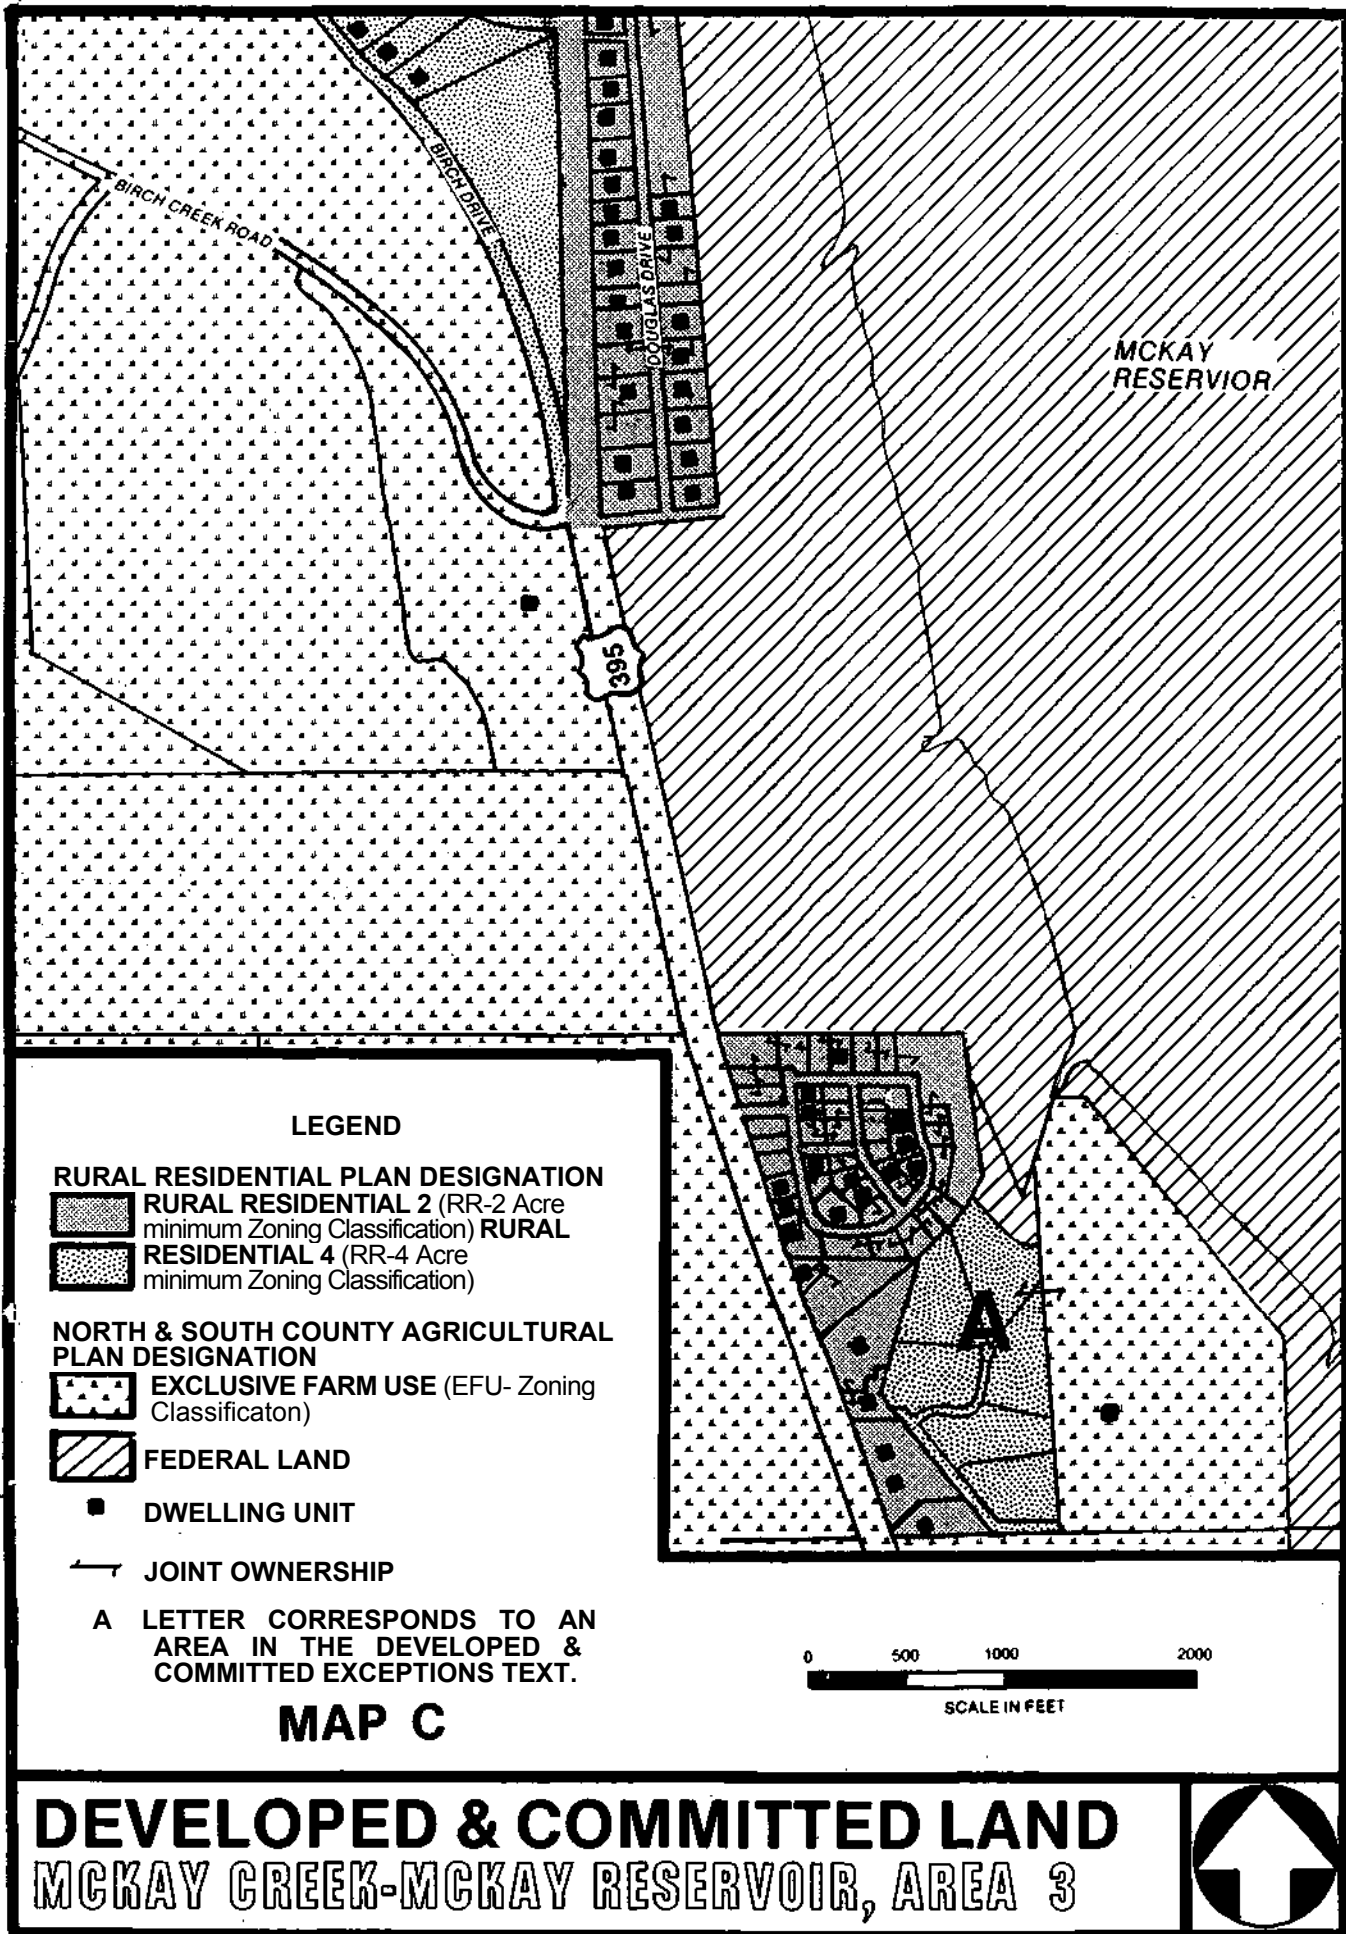 BIRCH DRIVE
BIRCH CREEK ROAD
DOUGLAS DRIVE
MCKAY
RESERVIOR
395
A
LEGEND
RURAL RESIDENTIAL PLAN DESIGNATION
RURAL RESIDENTIAL 2 (RR-2 Acre
minimum Zoning Classification) RURAL
RESIDENTIAL 4 (RR-4 Acre
minimum Zoning Classification)
NORTH & SOUTH COUNTY AGRICULTURAL
PLAN DESIGNATION
EXCLUSIVE FARM USE (EFU- Zoning
Classificaton)
FEDERAL LAND
DWELLING UNIT
JOINT OWNERSHIP
A LETTER CORRESPONDS TO AN
AREA IN THE DEVELOPED &
COMMITTED EXCEPTIONS TEXT.
MAP C
0 500 1000 2000
SCALE IN FEET
DEVELOPED & COMMITTED LAND
MCKAY CREEK-MCKAY RESERVOIR, AREA 3